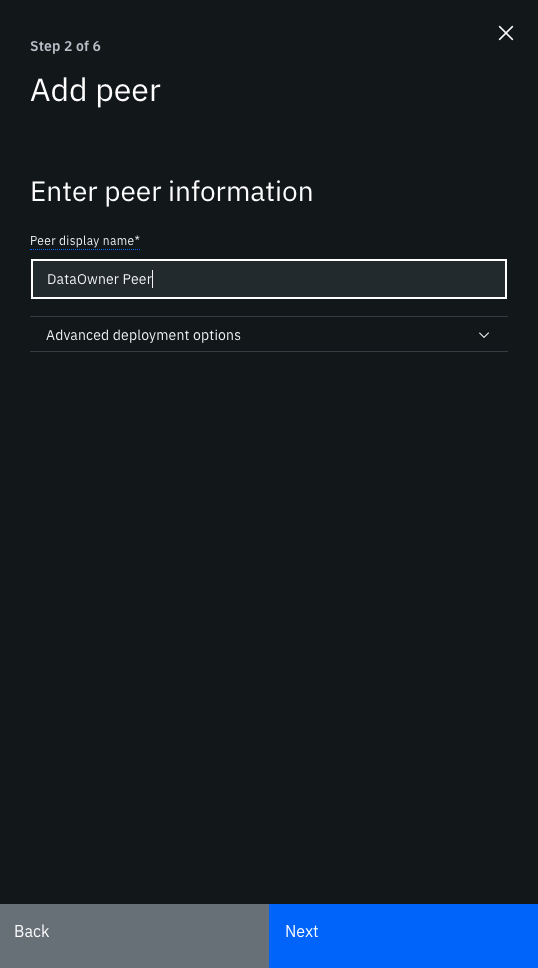 Step 2 of 6
Add peer
Enter peer information
Peer display name*
DataOwner Peer
Advanced deployment options
Back
Next